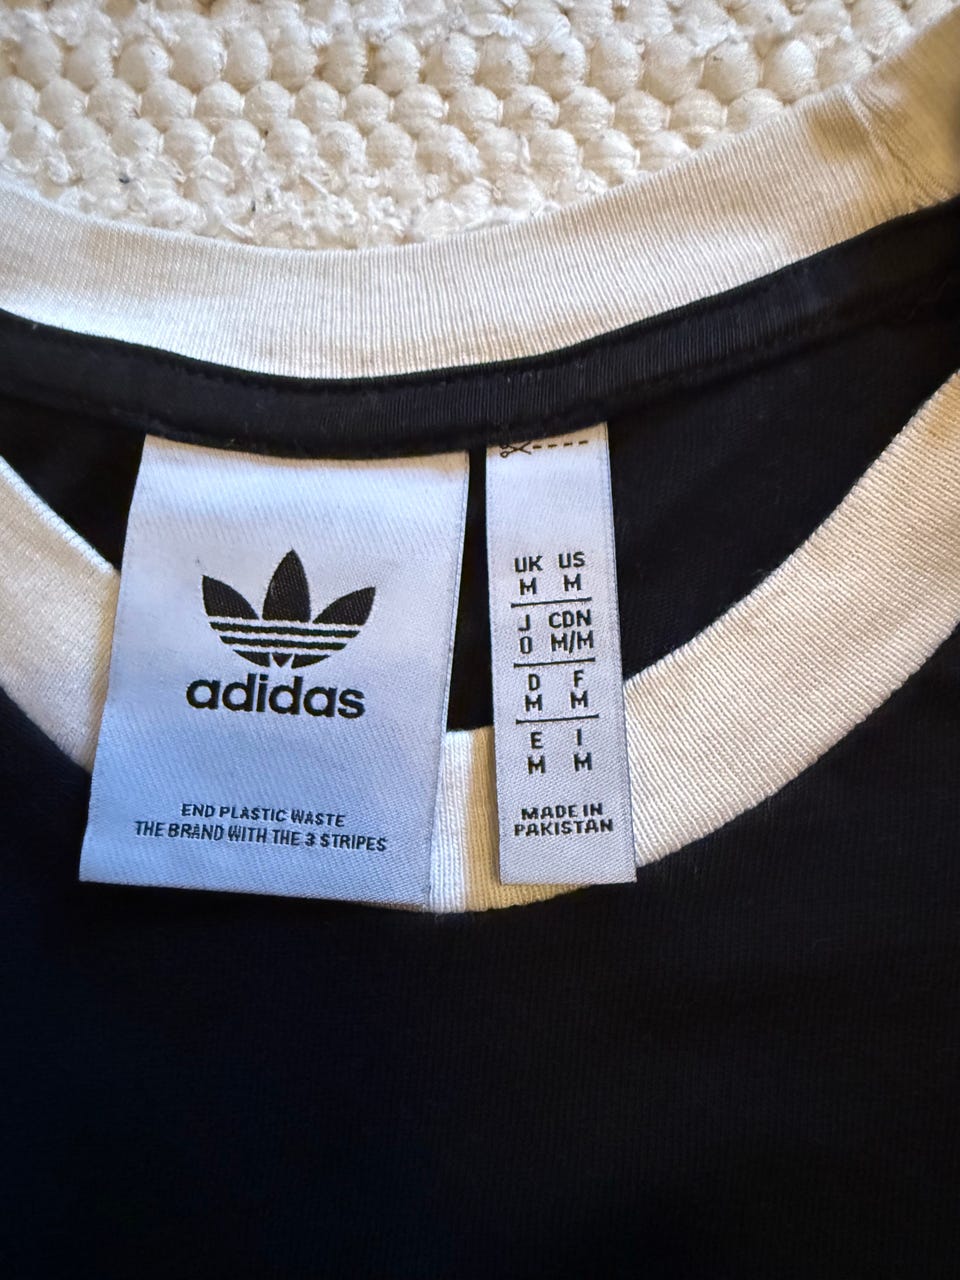 adidas
END PLASTIC WASTE
THE BRAND WITH THE 3 STRIPES
UK US
M M
J CDN
O M/M
D F
M M
E I
M M
MADE IN
PAKISTAN